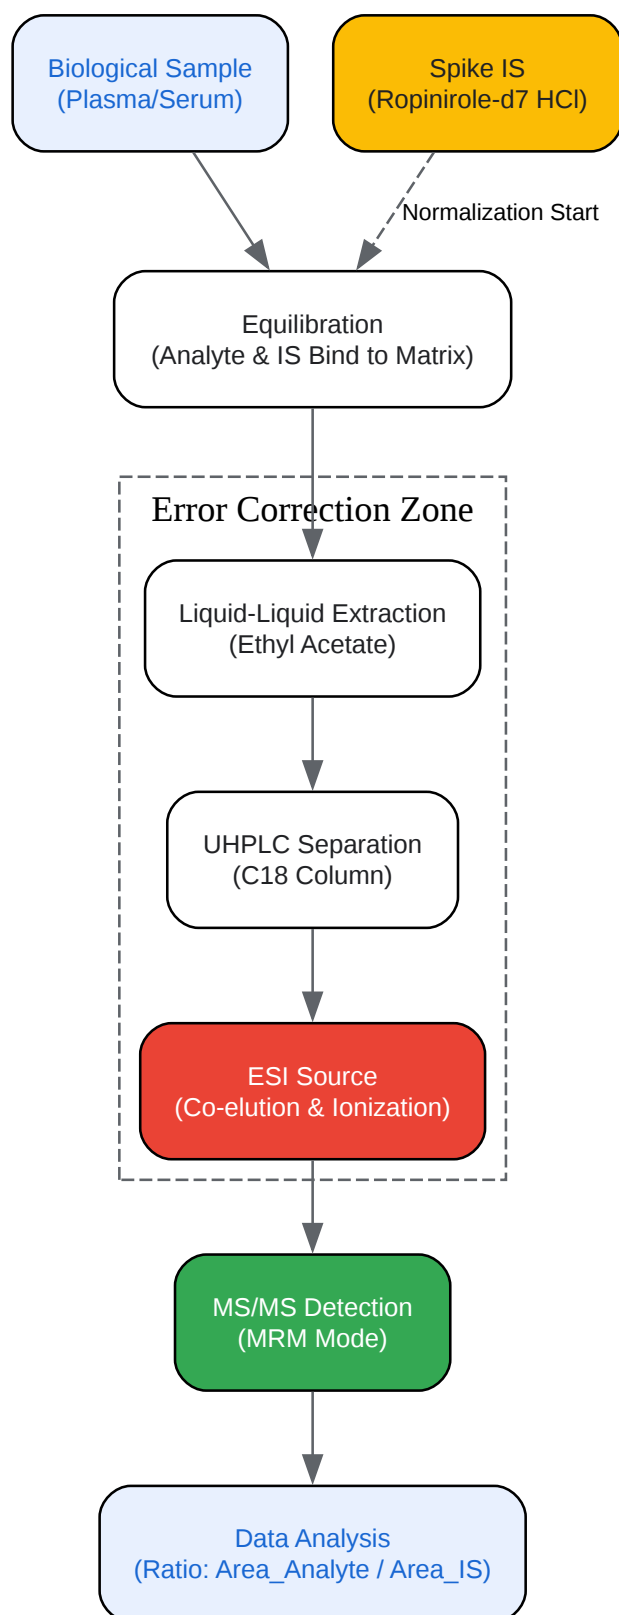 Biological Sample
(Plasma/Serum)
Spike IS
(Ropinirole-d7 HCl)
Normalization Start
Equilibration
(Analyte & IS Bind to Matrix)
Error Correction Zone
Liquid-Liquid Extraction
(Ethyl Acetate)
UHPLC Separation
(C18 Column)
ESI Source
(Co-elution & Ionization)
MS/MS Detection
(MRM Mode)
Data Analysis
(Ratio: Area_Analyte / Area_IS)